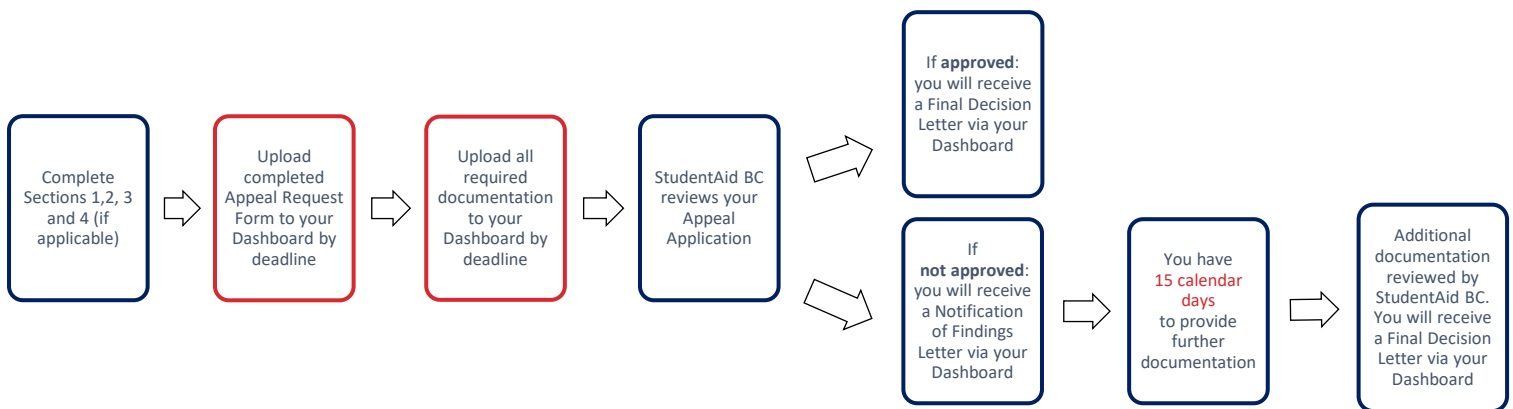 Complete
Sections 1,2, 3
and 4 (if
applicable)
Upload
completed
Appeal Request
Form to your
Dashboard by
deadline
Upload all
required
documentation
to your
Dashboard by
deadline
StudentAid BC
reviews your
Appeal
Application
If approved:
you will receive
a Final Decision
Letter via your
Dashboard
If
not approved:
you will receive
a Notification
of Findings
Letter via your
Dashboard
You have
15 calendar
days
to provide
further
documentation
Additional
documentation
reviewed by
StudentAid BC.
You will receive
a Final Decision
Letter via your
Dashboard